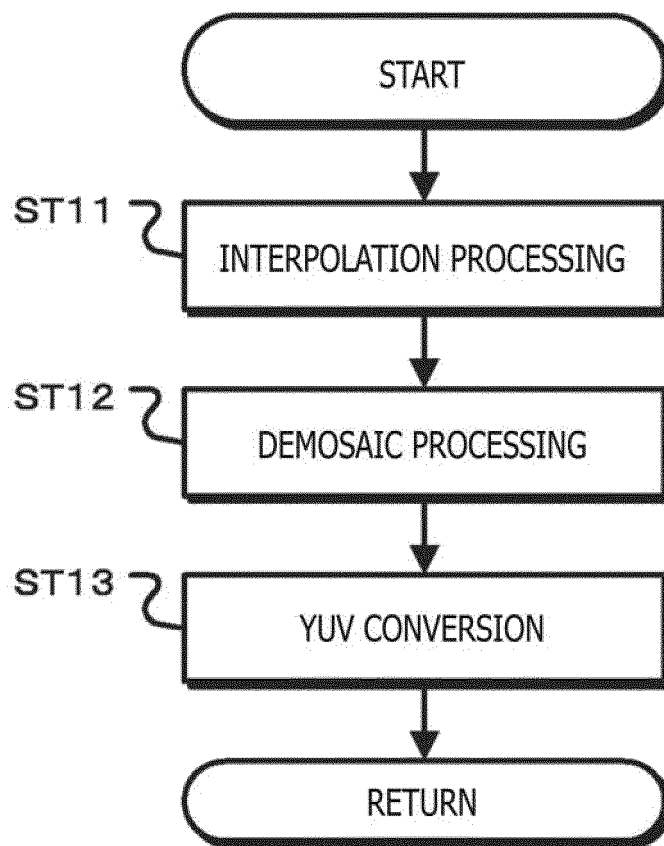 START
ST11
INTERPOLATION PROCESSING
ST12
DEMOSAIC PROCESSING
ST13
YUV CONVERSION
RETURN